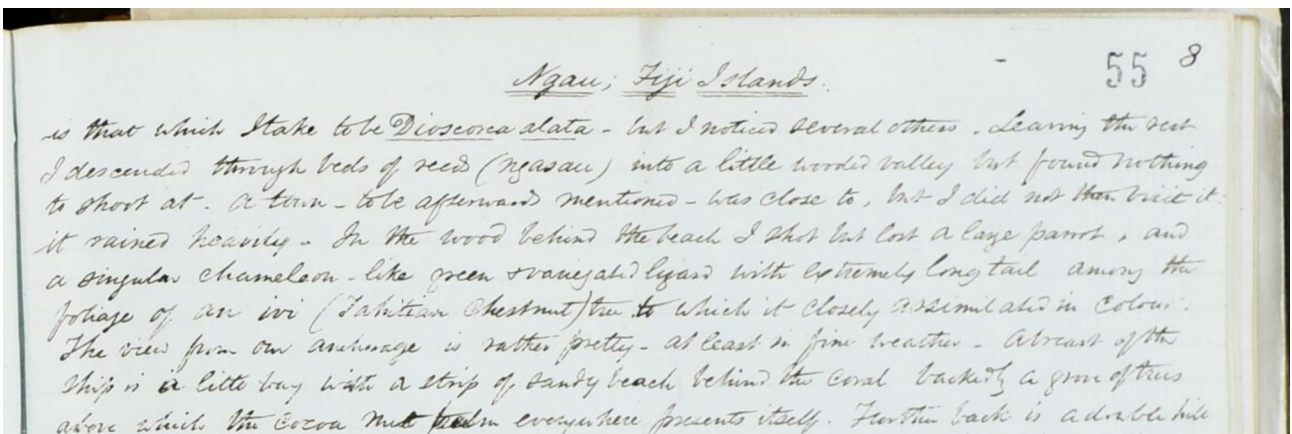 55 8
Ngau; Fiji Islands.
is that which I take to be Dioscorea alata - but I noticed several others. Leaving the rest
I descended through beds of reeds (ngasau) into a little wooded valley but found nothing
to shoot at. A town - to be afterwards mentioned - was close to, but I did not then visit it:
it rained heavily - In the wood behind the beach I shot but lost a large parrot, and
a singular chameleon-like green & variegated lizard with extremely long tail among the
foliage of an ivi (Tahitian Chestnut) tree to which it closely assimilated in colour.
The view from our anchorage is rather pretty - at least in fine weather - Abreast of the
ship is a little bay with a strip of sandy beach behind the coral backed by a grove of trees
above which the Cocoa nut palm everywhere presents itself. Further back is a double hill